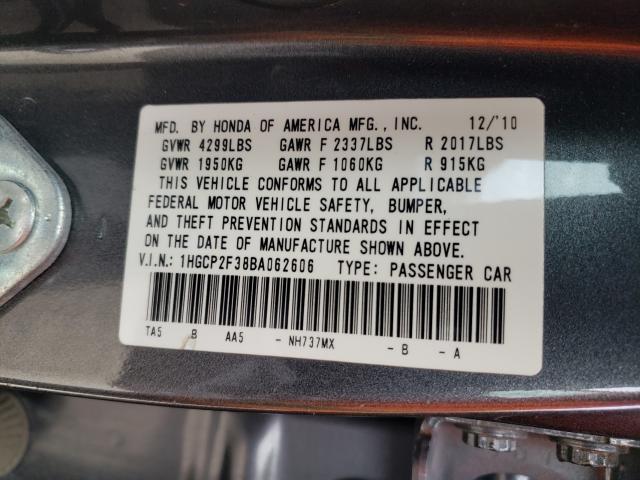 MFD. BY HONDA OF AMERICA MFG., INC. 12/'10
GVWR 4299LBS GAWR F 2337LBS R 2017LBS
GVWR 1950KG GAWR F 1060KG R 915KG
THIS VEHICLE CONFORMS TO ALL APPLICABLE
FEDERAL MOTOR VEHICLE SAFETY, BUMPER,
AND THEFT PREVENTION STANDARDS IN EFFECT
ON THE DATE OF MANUFACTURE SHOWN ABOVE.
V.I.N.: 1HGCP2F38BA062606 TYPE: PASSENGER CAR
TA5 B AA5 - NH737MX - B - A